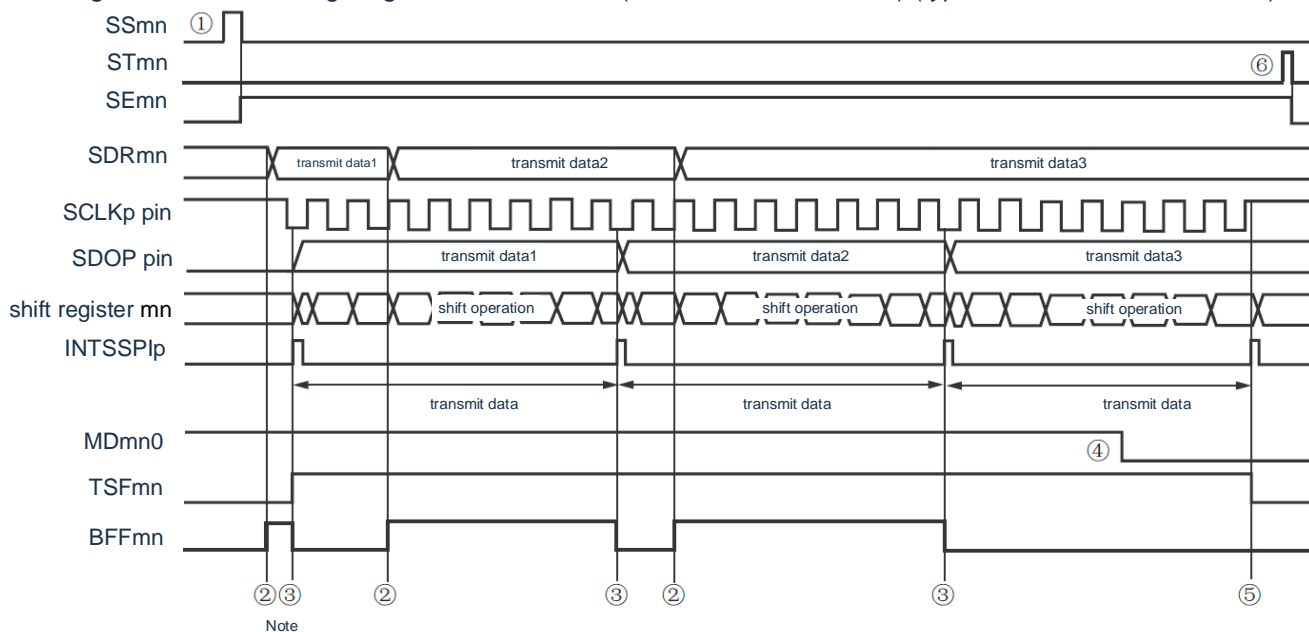 SSmn ①
STmn ⑥
SEmn
SDRmn transmit data1 transmit data2 transmit data3
SCLKp pin
SDOP pin transmit data1 transmit data2 transmit data3
shift register mn shift operation shift operation shift operation
INTSSPIp
transmit data transmit data transmit data
MDmn0 ④
TSFmn
BFFmn
② ③ ② ③ ② ③ ⑤
Note